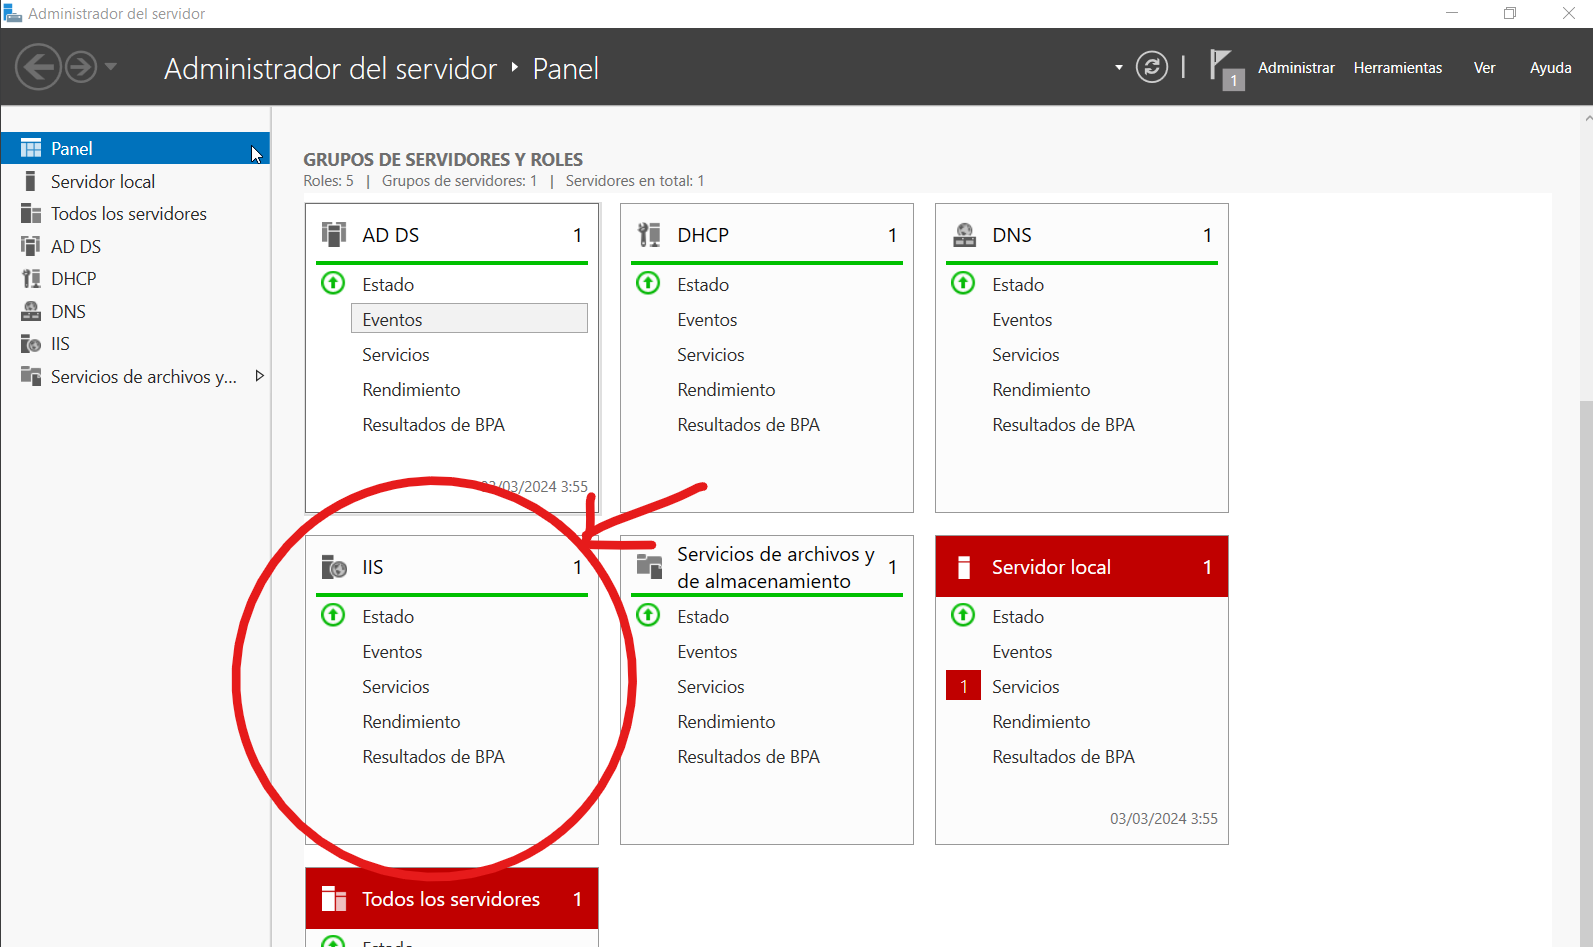 Administrador del servidor
Administrador del servidor ‣ Panel
1
Administrar
Herramientas
Ver
Ayuda
Panel
Servidor local
Todos los servidores
AD DS
DHCP
DNS
IIS
Servicios de archivos y...
GRUPOS DE SERVIDORES Y ROLES
Roles: 5 | Grupos de servidores: 1 | Servidores en total: 1
AD DS 1
Estado
Eventos
Servicios
Rendimiento
Resultados de BPA
03/03/2024 3:55
DHCP 1
Estado
Eventos
Servicios
Rendimiento
Resultados de BPA
DNS 1
Estado
Eventos
Servicios
Rendimiento
Resultados de BPA
IIS 1
Estado
Eventos
Servicios
Rendimiento
Resultados de BPA
Servicios de archivos y
de almacenamiento 1
Estado
Eventos
Servicios
Rendimiento
Resultados de BPA
Servidor local 1
Estado
Eventos
1 Servicios
Rendimiento
Resultados de BPA
03/03/2024 3:55
Todos los servidores 1
Estado